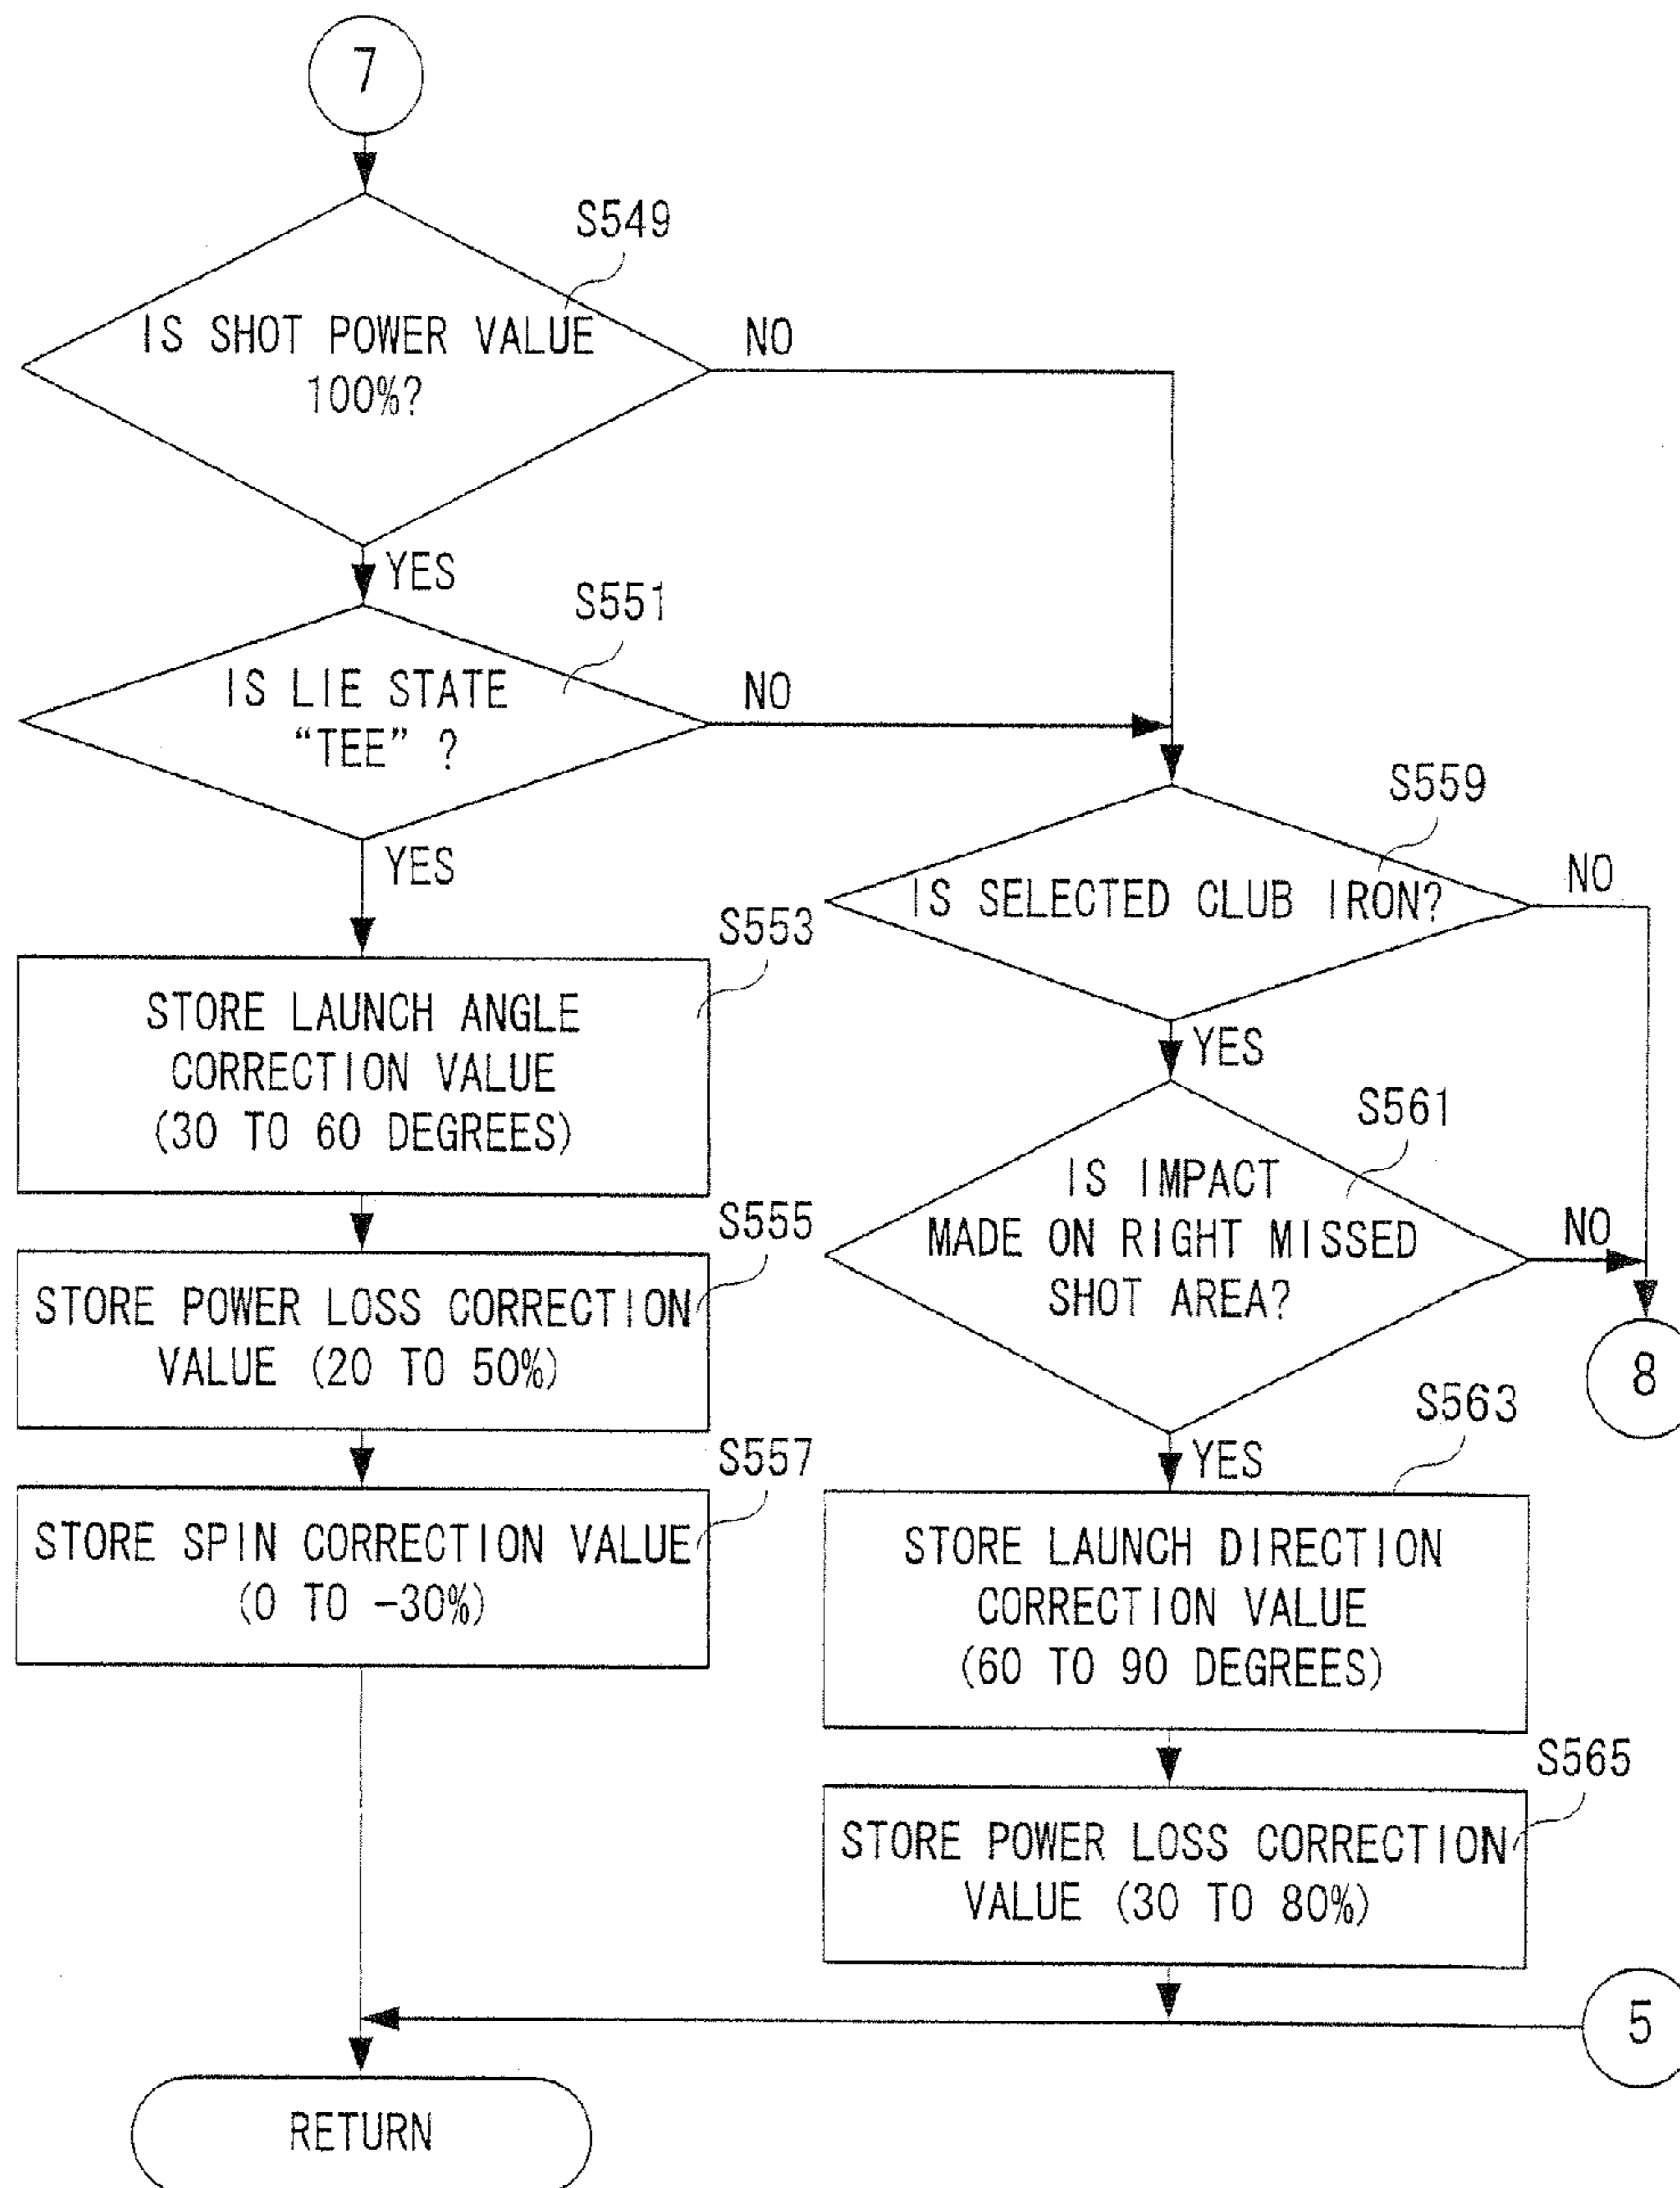 7
S549
IS SHOT POWER VALUE
100%?
NO
YES
S551
IS LIE STATE
“TEE” ?
NO
YES
S559
IS SELECTED CLUB IRON?
NO
YES
S553
STORE LAUNCH ANGLE
CORRECTION VALUE
(30 TO 60 DEGREES)
S561
IS IMPACT
MADE ON RIGHT MISSED
SHOT AREA?
NO
YES
8
S555
STORE POWER LOSS CORRECTION
VALUE (20 TO 50%)
S557
STORE SPIN CORRECTION VALUE
(0 TO -30%)
S563
STORE LAUNCH DIRECTION
CORRECTION VALUE
(60 TO 90 DEGREES)
S565
STORE POWER LOSS CORRECTION
VALUE (30 TO 80%)
5
RETURN